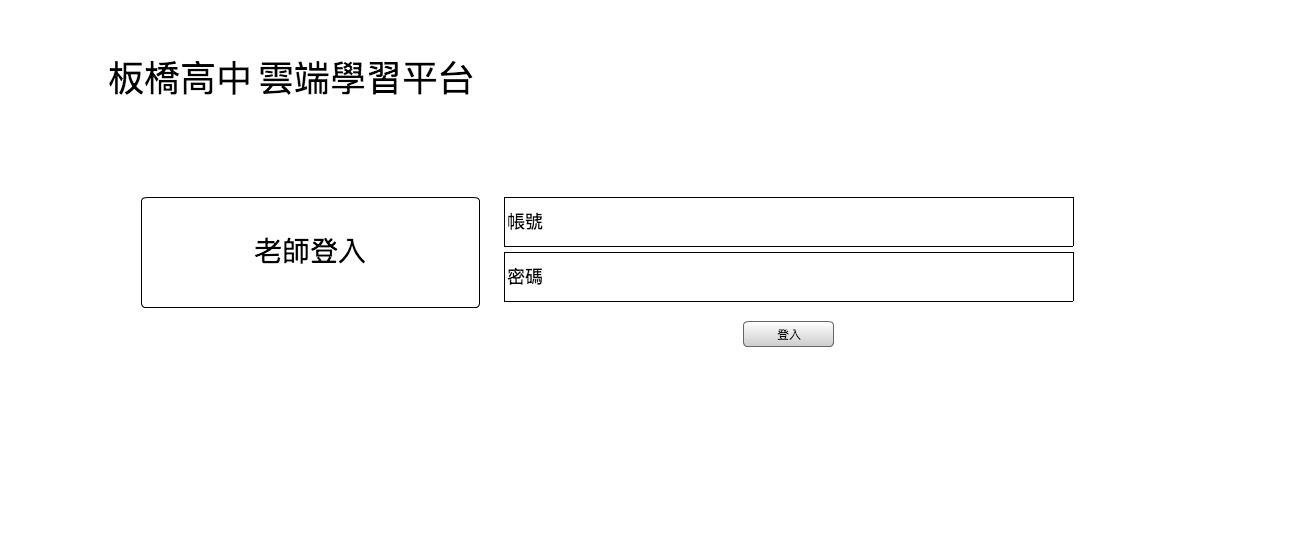 板橋高中 雲端學習平台
老師登入
帳號
密碼
登入